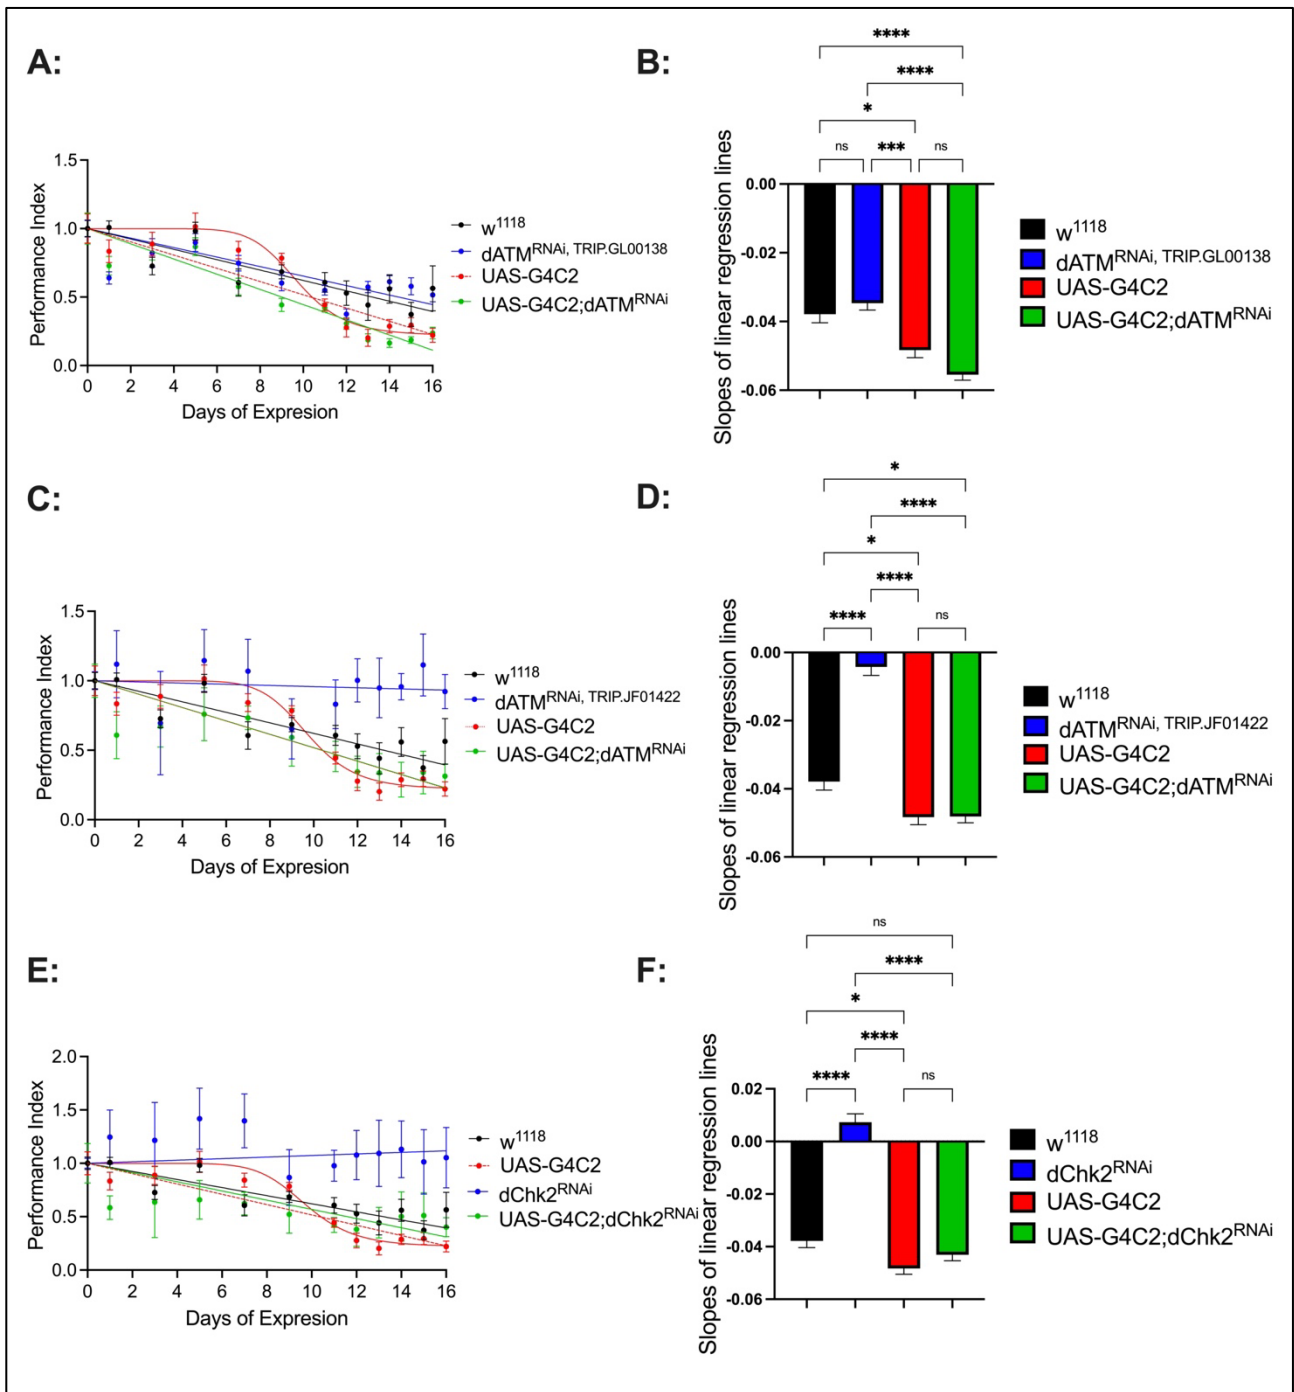 A:
1.5
1.0
0.5
0.0
Performance Index
0 2 4 6 8 10 12 14 16
Days of Expresion
w1118
dATMRNAi, TRIP.GL00138
UAS-G4C2
UAS-G4C2;dATMRNAi
B:
****
****
*
ns *** ns
0.00
-0.02
-0.04
-0.06
Slopes of linear regression lines
w1118
dATMRNAi, TRIP.GL00138
UAS-G4C2
UAS-G4C2;dATMRNAi
C:
1.5
1.0
0.5
0.0
Performance Index
0 2 4 6 8 10 12 14 16
Days of Expresion
w1118
dATMRNAi, TRIP.JF01422
UAS-G4C2
UAS-G4C2;dATMRNAi
D:
*
****
*
****
**** ns
0.00
-0.02
-0.04
-0.06
Slopes of linear regression lines
w1118
dATMRNAi, TRIP.JF01422
UAS-G4C2
UAS-G4C2;dATMRNAi
E:
2.0
1.5
1.0
0.5
0.0
Performance Index
0 2 4 6 8 10 12 14 16
Days of Expresion
w1118
UAS-G4C2
dChk2RNAi
UAS-G4C2;dChk2RNAi
F:
ns
****
*
****
**** ns
0.02
0.00
-0.02
-0.04
-0.06
Slopes of linear regression lines
w1118
dChk2RNAi
UAS-G4C2
UAS-G4C2;dChk2RNAi